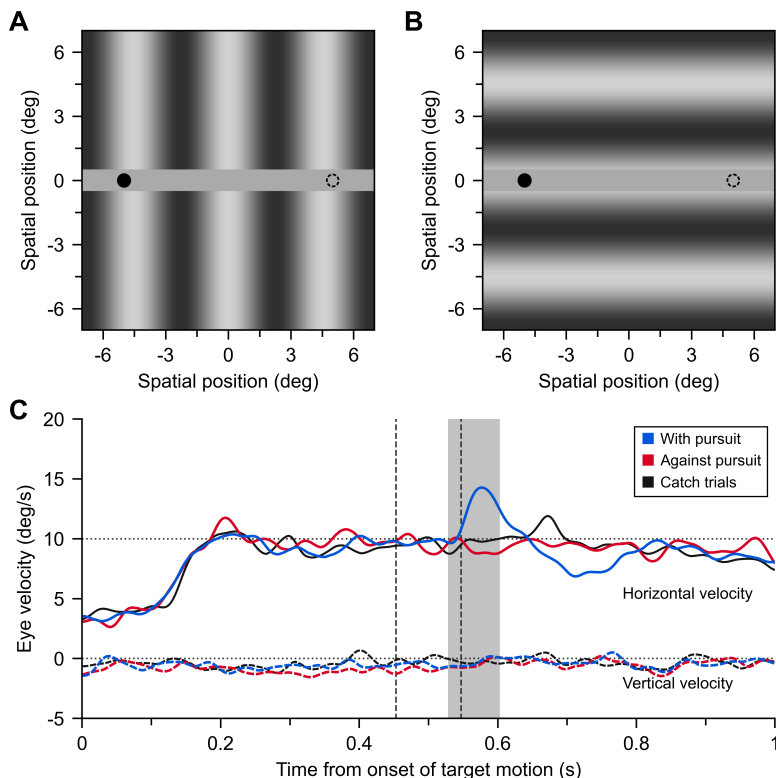 A
B
6
3
0
-3
-6
Spatial position (deg)
-6 -3 0 3 6
Spatial position (deg)
6
3
0
-3
-6
Spatial position (deg)
-6 -3 0 3 6
Spatial position (deg)
C
20
15
10
5
0
-5
Eye velocity (deg/s)
With pursuit
Against pursuit
Catch trials
Horizontal velocity
Vertical velocity
0 0.2 0.4 0.6 0.8 1
Time from onset of target motion (s)